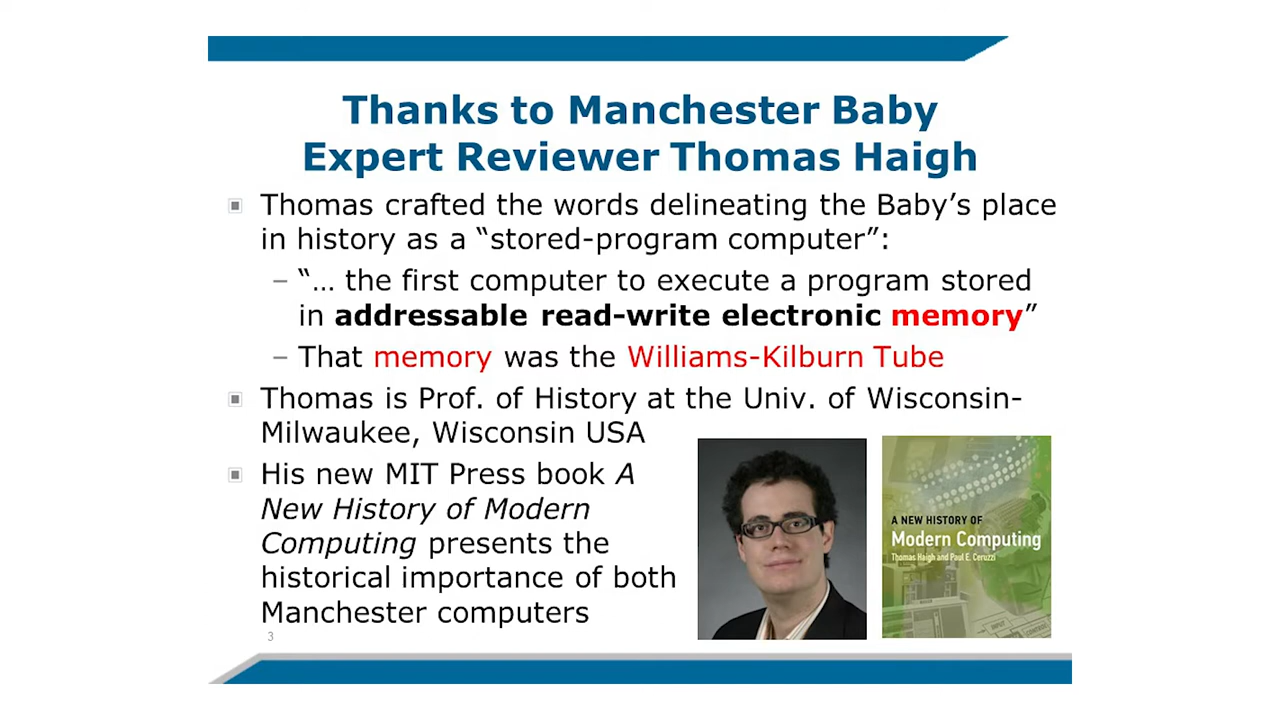 Thanks to Manchester Baby
Expert Reviewer Thomas Haigh
Thomas crafted the words delineating the Baby’s place
in history as a “stored-program computer”:
– “… the first computer to execute a program stored
in addressable read-write electronic memory”
– That memory was the Williams-Kilburn Tube
Thomas is Prof. of History at the Univ. of Wisconsin-
Milwaukee, Wisconsin USA
His new MIT Press book A
New History of Modern
Computing presents the
historical importance of both
Manchester computers
A NEW HISTORY OF
Modern Computing
Thomas Haigh and Paul E. Ceruzzi
3